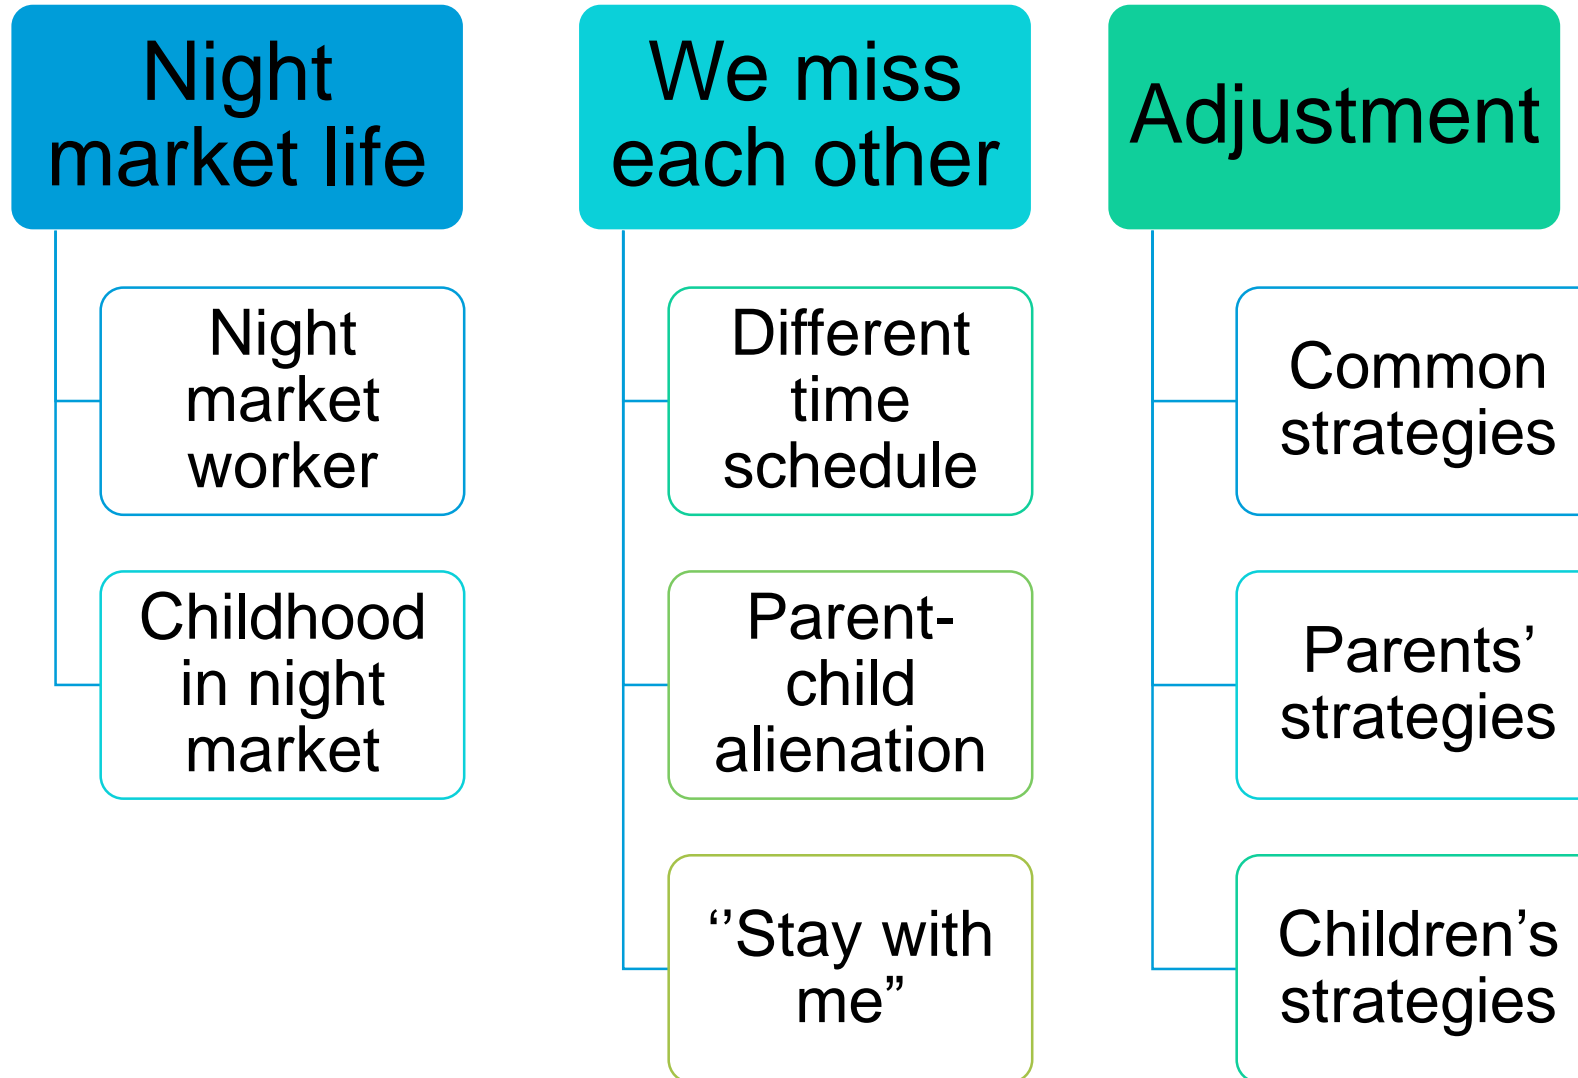 Night
market life
Night
market
worker
Childhood
in night
market
We miss
each other
Different
time
schedule
Parent-
child
alienation
‘’Stay with
me”
Adjustment
Common
strategies
Parents’
strategies
Children’s
strategies